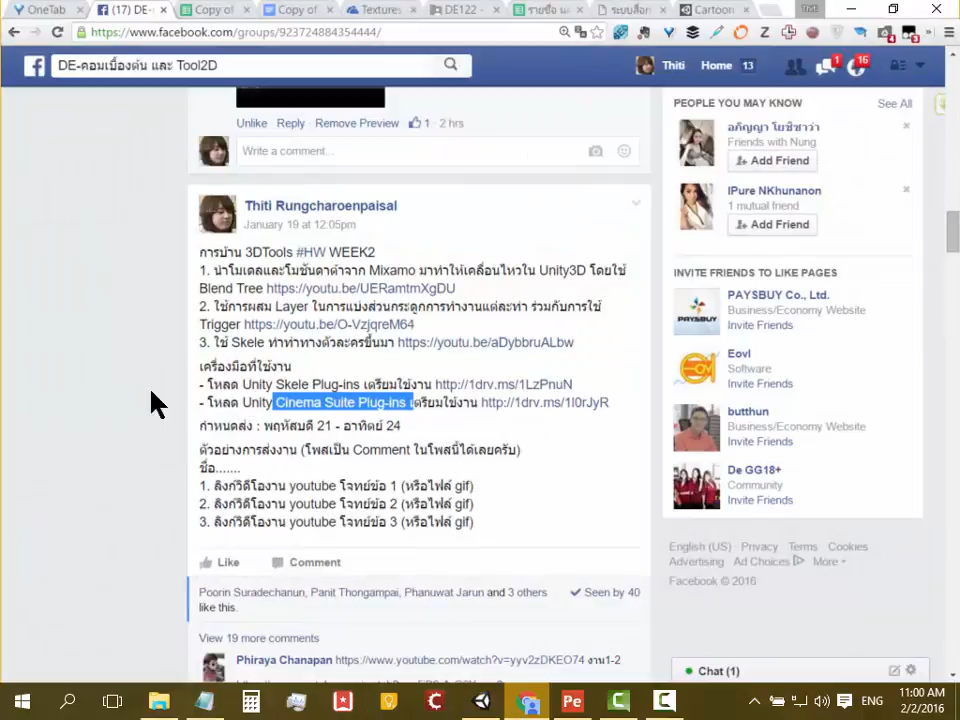 OneTab
(17) DE-
Copy of
Copy of
Textures
DE122 -
รายชื่อ
ระบบสื่อก
Cartoon
Thiti
https://www.facebook.com/groups/923724884354444/
DE-คอมเบื้องต้น และ Tool2D
Thiti Home 13
1
16
Unlike Reply Remove Preview 1 · 2 hrs
Write a comment...
Thiti Rungcharoenpaisal
January 19 at 12:05pm
การบ้าน 3DTools #HW WEEK2
1. นำโมเดลและโมชั่นดาต้าจาก Mixamo มาทำให้เคลื่อนไหวใน Unity3D โดยใช้
Blend Tree https://youtu.be/UERamtmXgDU
2. ใช้การผสม Layer ในการแบ่งส่วนกระดูกการทำงานแต่ละท่า ร่วมกับการใช้
Trigger https://youtu.be/O-VzjqreM64
3. ใช้ Skele ทำท่าทางตัวละครขึ้นมา https://youtu.be/aDybbruALbw
เครื่องมือที่ใช้งาน
- โหลด Unity Skele Plug-ins เตรียมใช้งาน http://1drv.ms/1LzPnuN
- โหลด Unity Cinema Suite Plug-ins เตรียมใช้งาน http://1drv.ms/1l0rJyR
กำหนดส่ง : พฤหัสบดี 21 - อาทิตย์ 24
ตัวอย่างการส่งงาน (โพสเป็น Comment ในโพสนี้ได้เลยครับ)
ชื่อ.......
1. ลิงก์วิดีโองาน youtube โจทย์ข้อ 1 (หรือไฟล์ gif)
2. ลิงก์วิดีโองาน youtube โจทย์ข้อ 2 (หรือไฟล์ gif)
3. ลิงก์วิดีโองาน youtube โจทย์ข้อ 3 (หรือไฟล์ gif)
Like Comment
Poorin Suradechanun, Panit Thongampai, Phanuwat Jarun and 3 others
like this.
Seen by 40
View 19 more comments
Phiraya Chanapan https://www.youtube.com/watch?v=yyv2zDKEO74 งาน1-2
PEOPLE YOU MAY KNOW See All
อภิญญา โยชิซาว่า
Friends with Nung
Add Friend
IPure NKhunanon
1 mutual friend
Add Friend
INVITE FRIENDS TO LIKE PAGES
PAYSBUY Co., Ltd.
Business/Economy Website
Invite Friends
Eovl
Software
Invite Friends
butthun
Business/Economy Website
Invite Friends
De GG18+
Community
Invite Friends
English (US) Privacy Terms Cookies
Advertising Ad Choices More
Facebook © 2016
Chat (1)
ENG
11:00 AM
2/2/2016